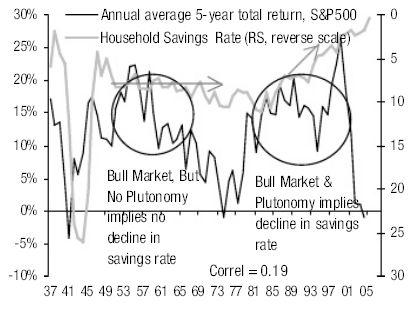 30%
25%
20%
15%
10%
5%
0%
-5%
-10%
Annual average 5-year total return, S&P500
Household Savings Rate (RS, reverse scale)
0
5
10
15
20
25
30
Bull Market, But
No Plutonomy
implies no
decline in
savings rate
Bull Market &
Plutonomy implies
decline in savings
rate
Correl = 0.19
37 41 45 49 53 57 61 65 69 73 77 81 85 89 93 97 01 05